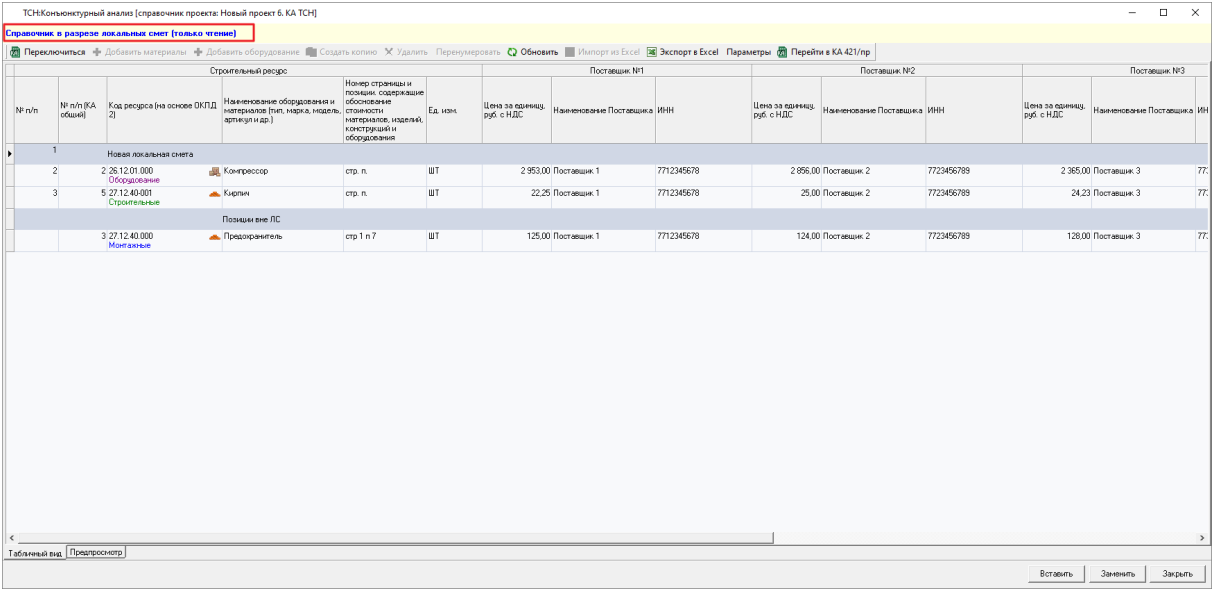 ТСН:Конъюнктурный анализ [справочник проекта: Новый проект 6. КА ТСН]
Справочник в разрезе локальных смет (только чтение)
Переключиться Добавить материалы Добавить оборудование Создать копию Удалить Перенумеровать Обновить Импорт из Excel Экспорт в Excel Параметры Перейти в КА 421/пр
Строительный ресурс Поставщик №1 Поставщик №2 Поставщик №3
№ п/п
№ п/п (КА
общий)
Код ресурса (на основе ОКПД
2)
Наименование оборудования и
материалов (тип, марка, модель,
артикул и др.)
Номер страницы и
позиции, содержащие
обоснование
стоимости
материалов, изделий,
конструкций и
оборудования
Ед. изм.
Цена за единицу,
руб. с НДС
Наименование Поставщика
ИНН
Цена за единицу,
руб. с НДС
Наименование Поставщика
ИНН
Цена за единицу,
руб. с НДС
Наименование Поставщика
ИН
1 Новая локальная смета
2 2 26.12.01.000 Компрессор стр. п. ШТ 2 953,00 Поставщик 1 7712345678 2 856,00 Поставщик 2 7723456789 2 365,00 Поставщик 3 77
Оборудование
3 5 27.12.40-001 Кирпич стр. п. ШТ 22,25 Поставщик 1 7712345678 25,00 Поставщик 2 7723456789 24,23 Поставщик 3 77
Строительные
Позиции вне ЛС
3 27.12.40.000 Предохранитель стр 1 п 7 ШТ 125,00 Поставщик 1 7712345678 124,00 Поставщик 2 7723456789 128,00 Поставщик 3 77
Монтажные
Табличный вид Предпросмотр
Вставить Заменить Закрыть